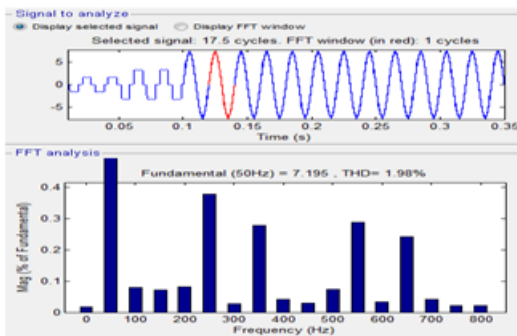 Signal to analyze
Display selected signal Display FFT window
Selected signal: 17.5 cycles. FFT window (in red): 1 cycles
5
0
-5
0.05 0.1 0.15 0.2 0.25 0.3 0.35
Time (s)
FFT analysis
Fundamental (50Hz) = 7.195 , THD= 1.98%
Mag (% of Fundamental)
0.4
0.3
0.2
0.1
0
0 100 200 300 400 500 600 700 800
Frequency (Hz)